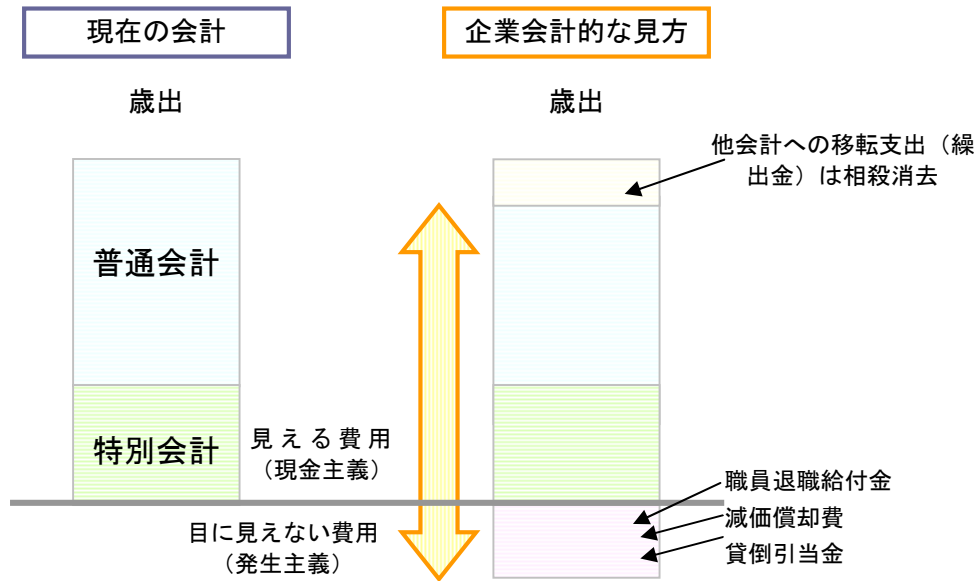 現在の会計
企業会計的な見方
歳出
歳出
他会計への移転支出（繰
出金）は相殺消去
普通会計
特別会計
見える費用
（現金主義）
目に見えない費用
（発生主義）
職員退職給付金
減価償却費
貸倒引当金